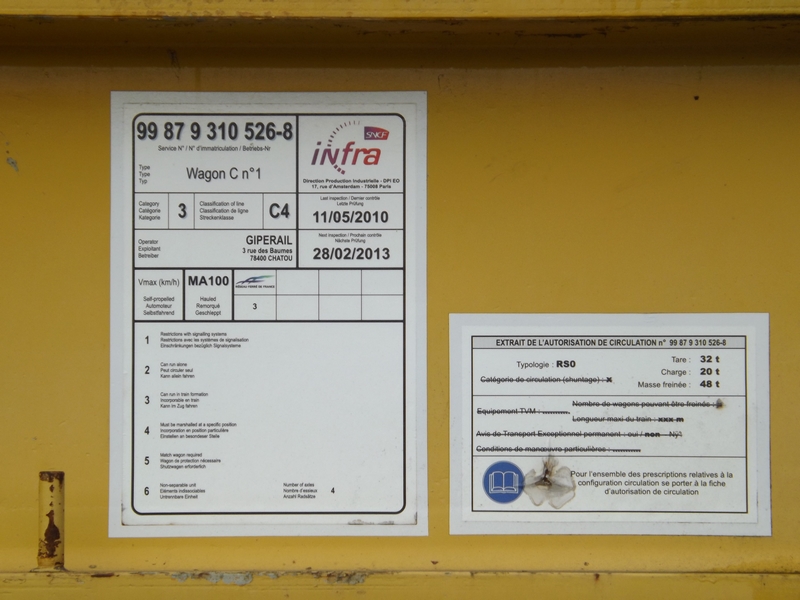 99 87 9 310 526-8
Service N° / N° d'immatriculation / Betriebs-Nr
Type
Type
Typ
Wagon C n°1
SNCF
infra
Direction Production Industrielle - DPI EO
17, rue d'Amsterdam - 75008 Paris
Category
Catégorie
Kategorie
3
Classification of line
Classification de ligne
Streckenklasse
C4
Last inspection / Dernier contrôle
Letzte Prüfung
11/05/2010
Operator
Exploitant
Betreiber
GIPERAIL
3 rue des Baumes
78400 CHATOU
Next inspection / Prochain contrôle
Nächste Prüfung
28/02/2013
Vmax (km/h)
MA100
RÉSEAU FERRÉ DE FRANCE
Self-propelled
Automoteur
Selbstfahrend
Hauled
Remorqué
Geschleppt
3
1
Restrictions with signalling systems
Restrictions avec les systèmes de signalisation
Einschränkungen bezüglich Signalsystems
2
Can run alone
Peut circuler seul
Kann allein fahren
3
Can run in train formation
Incorporable en train
Kann im Zug fahren
4
Must be marshalled at a specific position
Incorporation en position particulière
Einstellen an besondeser Stelle
5
Match wagon required
Wagon de protection nécessaire
Shutzwagen erforderlich
6
Non-separable unit
Eléments indissociables
Untrennbare Einheit
Number of axles
Nombre d'essieux
Anzahl Radsätze
4
EXTRAIT DE L'AUTORISATION DE CIRCULATION n° 99 87 9 310 526-8
Typologie : RS0
Catégorie de circulation (shuntage) : X
Tare : 32 t
Charge : 20 t
Masse freinée : 48 t
Equipement TVM : ..........
Nombre de wagons pouvant être freinés :
Longueur maxi du train : xxx m
Avis de Transport Exceptionnel permanent : oui / non - N°
Conditions de manœuvre particulières : ..........
Pour l'ensemble des prescriptions relatives à la
configuration circulation se porter à la fiche
d'autorisation de circulation